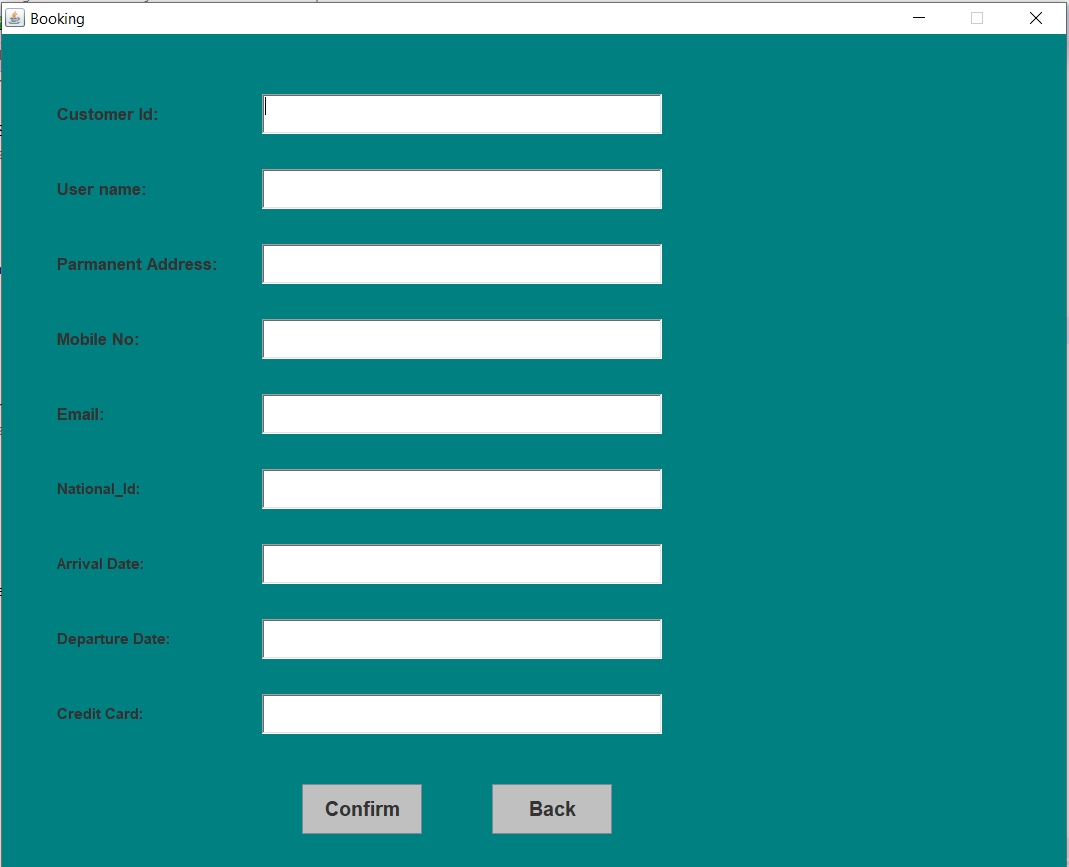 Booking
Customer Id:
User name:
Parmanent Address:
Mobile No:
Email:
National_Id:
Arrival Date:
Departure Date:
Credit Card:
Confirm Back